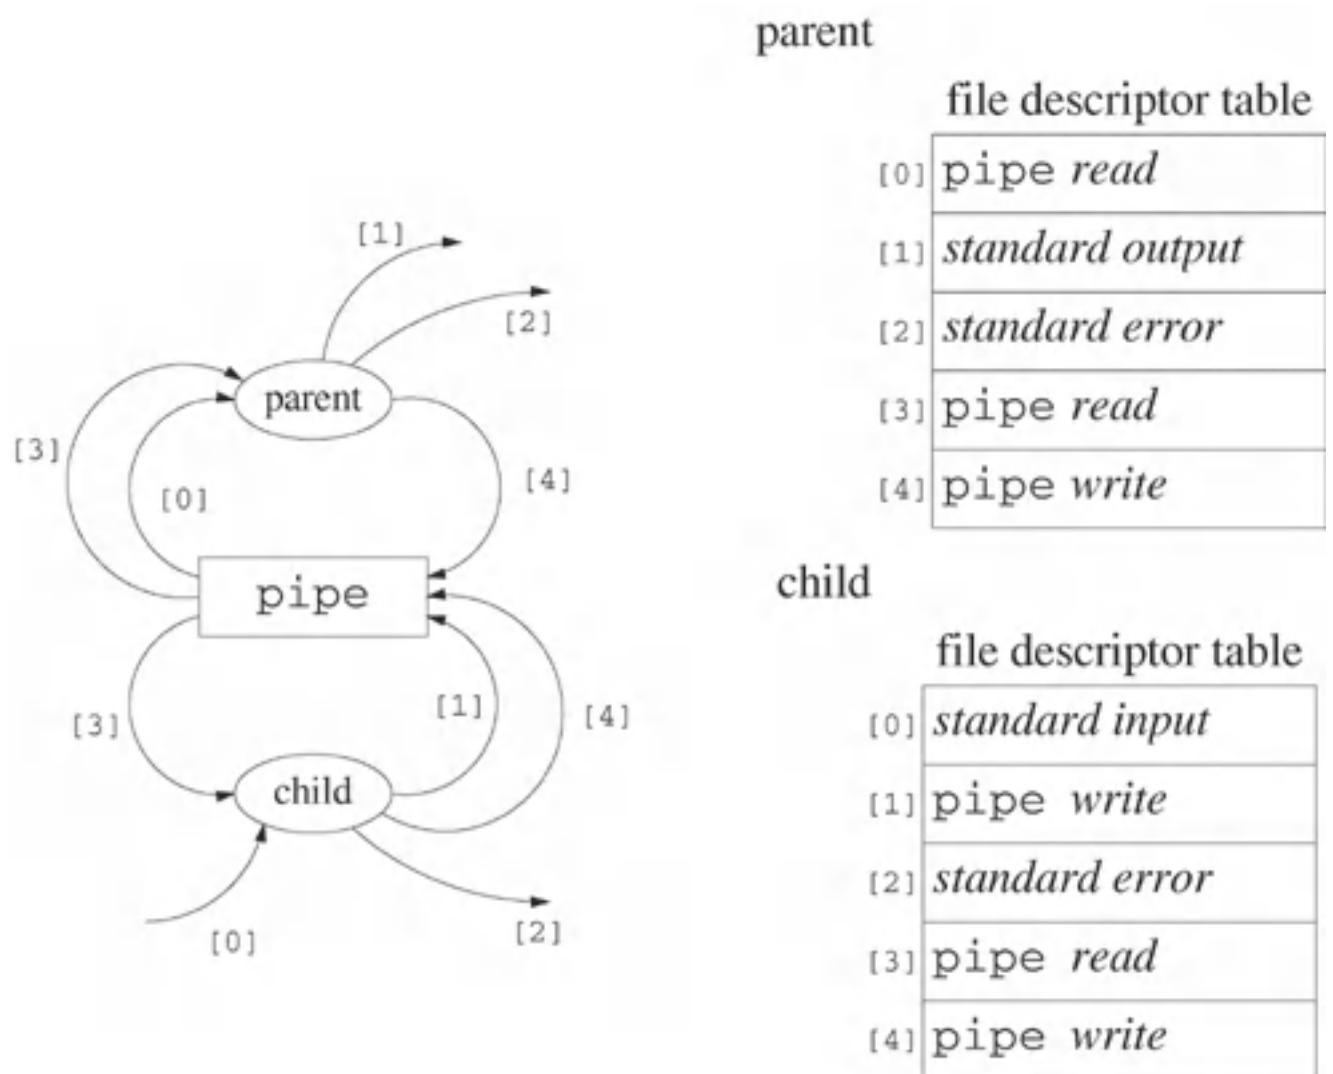 [1]
[2]
parent
[3]
[0]
[4]
pipe
[3]
[1]
[4]
child
[0]
[2]
parent
file descriptor table
[0] pipe read
[1] standard output
[2] standard error
[3] pipe read
[4] pipe write
child
file descriptor table
[0] standard input
[1] pipe write
[2] standard error
[3] pipe read
[4] pipe write